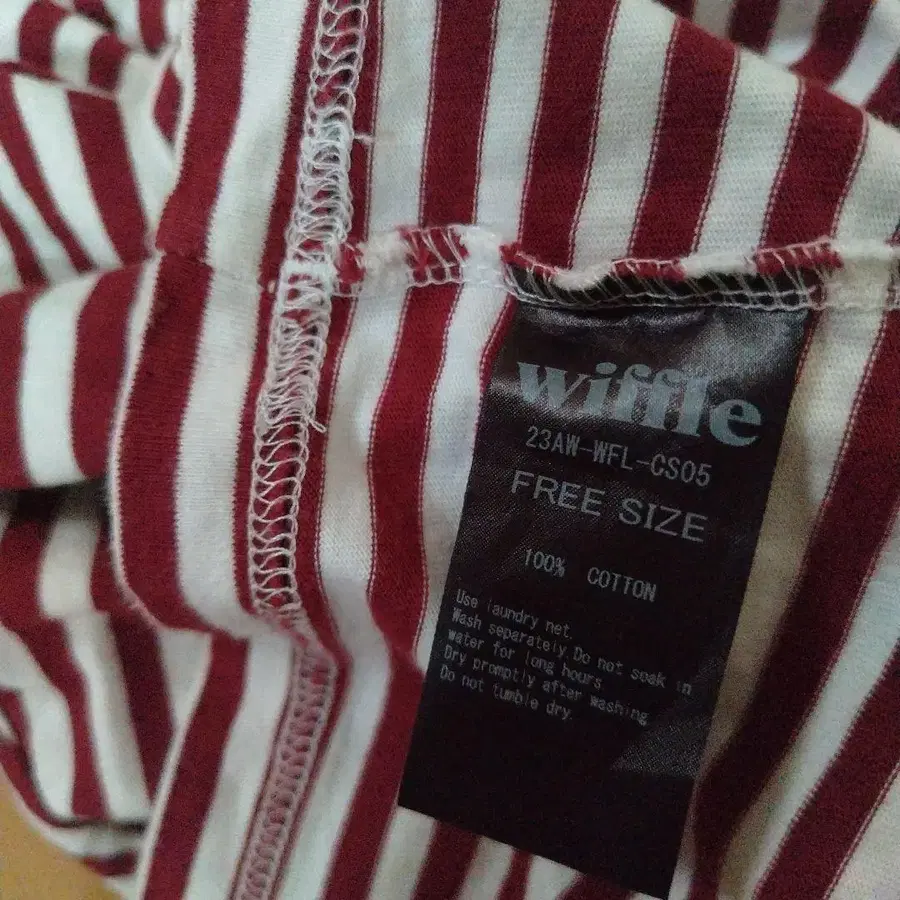 wiffle
23AW-WFL-CS05
FREE SIZE
100% COTTON
Use laundry net.
Wash separately.Do not soak in
water for long hours.
Dry promptly after washing.
Do not tumble dry.